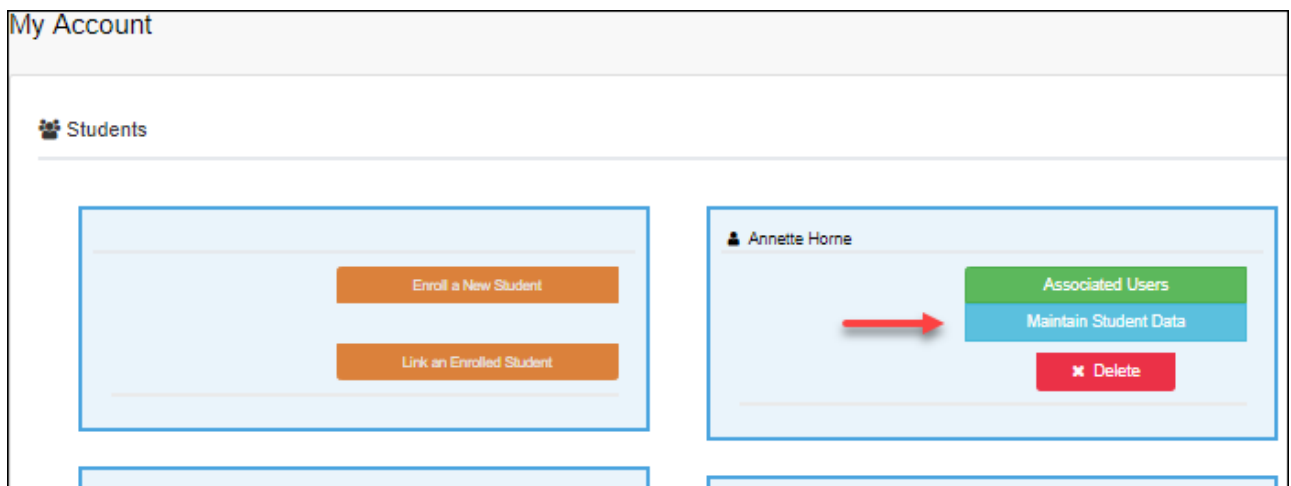 My Account
Students
Enroll a New Student
Link an Enrolled Student
Annette Horne
Associated Users
Maintain Student Data
Delete